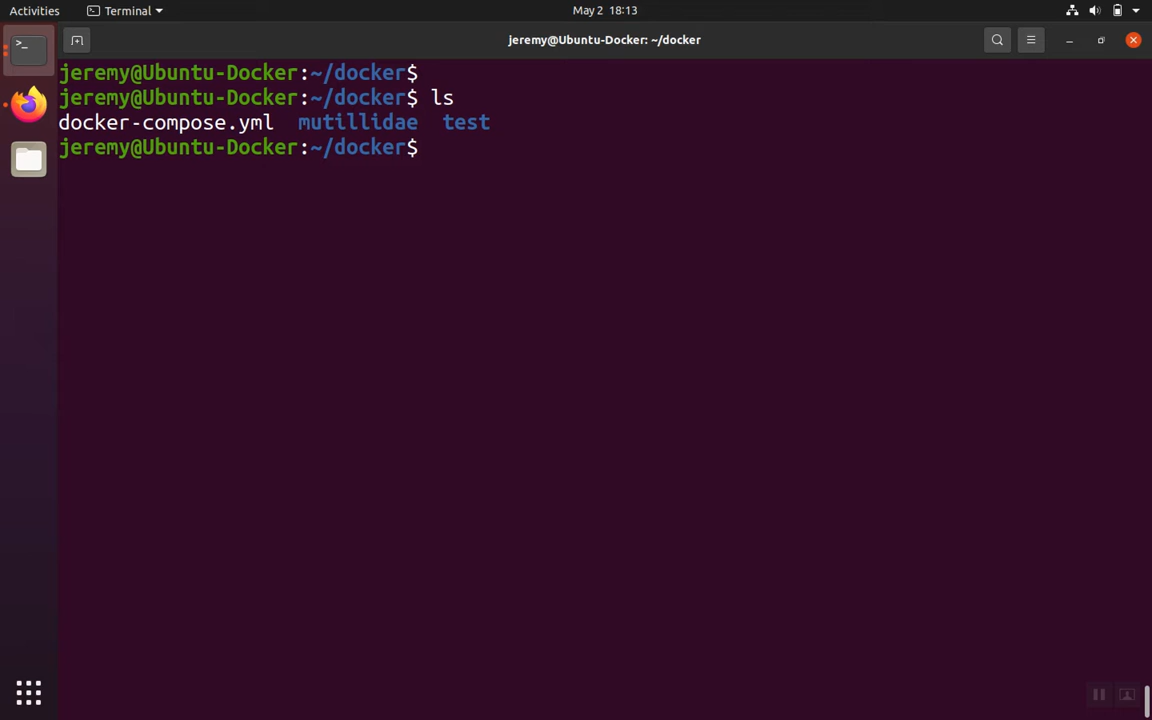 Activities Terminal May 2 18:13
jeremy@Ubuntu-Docker: ~/docker
jeremy@Ubuntu-Docker:~/docker$
jeremy@Ubuntu-Docker:~/docker$ ls
docker-compose.yml mutillidae test
jeremy@Ubuntu-Docker:~/docker$